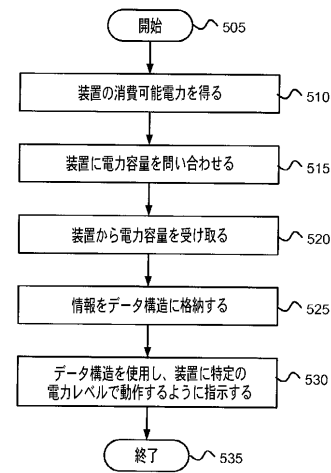 開始
505
装置の消費可能電力を得る
510
装置に電力容量を問い合わせる
515
装置から電力容量を受け取る
520
情報をデータ構造に格納する
525
データ構造を使用し、装置に特定の
電力レベルで動作するように指示する
530
終了
535